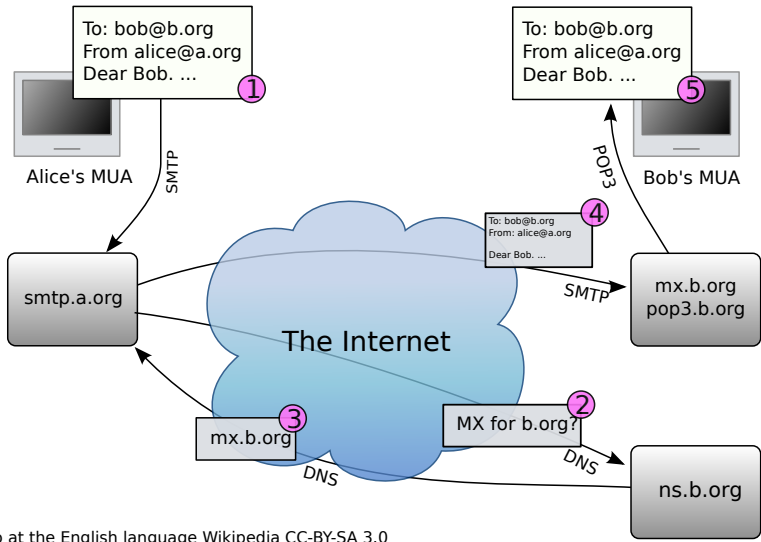 To: bob@b.org
From alice@a.org
Dear Bob. ...
1
Alice's MUA
SMTP
To: bob@b.org
From alice@a.org
Dear Bob. ...
5
Bob's MUA
POP3
To: bob@b.org
From: alice@a.org
Dear Bob. ...
4
SMTP
smtp.a.org
mx.b.org
pop3.b.org
The Internet
MX for b.org?
2
DNS
mx.b.org
3
DNS
ns.b.org
at the English language Wikipedia CC-BY-SA 3.0